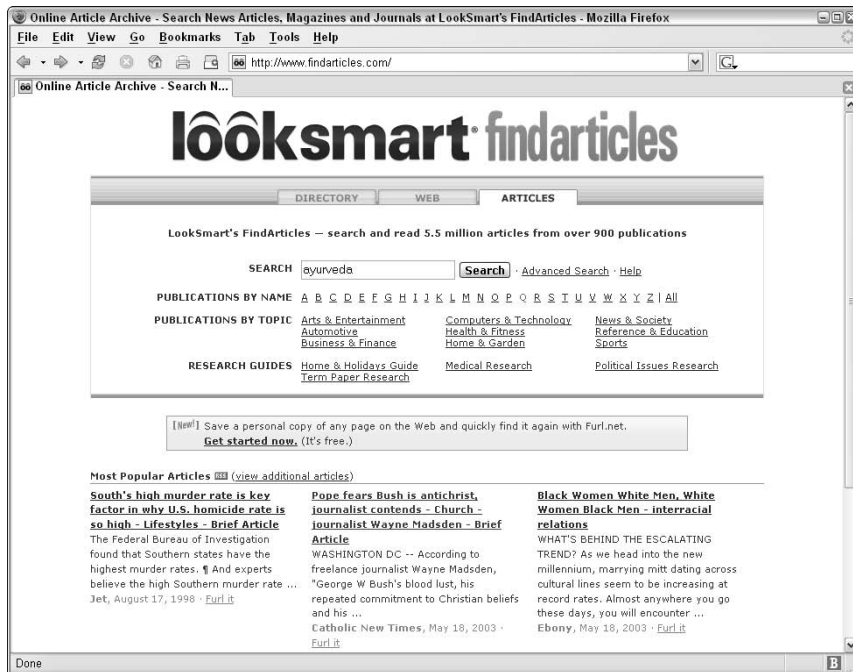 Online Article Archive - Search News Articles, Magazines and Journals at LookSmart's FindArticles - Mozilla Firefox
File Edit View Go Bookmarks Tab Tools Help
http://www.findarticles.com/
G
Online Article Archive - Search N...
looksmart® findarticles
DIRECTORY WEB ARTICLES
LookSmart's FindArticles — search and read 5.5 million articles from over 900 publications
SEARCH ayurveda Search · Advanced Search · Help
PUBLICATIONS BY NAME A B C D E F G H I J K L M N O P Q R S T U V W X Y Z | All
PUBLICATIONS BY TOPIC Arts & Entertainment Computers & Technology News & Society
Automotive Health & Fitness Reference & Education
Business & Finance Home & Garden Sports
RESEARCH GUIDES Home & Holidays Guide Medical Research Political Issues Research
Term Paper Research
[New!] Save a personal copy of any page on the Web and quickly find it again with Furl.net.
Get started now. (It's free.)
Most Popular Articles RSS (view additional articles)
South's high murder rate is key
factor in why U.S. homicide rate is
so high - Lifestyles - Brief Article
The Federal Bureau of Investigation
found that Southern states have the
highest murder rates. ¶ And experts
believe the high Southern murder rate ...
Jet, August 17, 1998 · Furl it
Pope fears Bush is antichrist,
journalist contends - Church -
journalist Wayne Madsden - Brief
Article
WASHINGTON DC -- According to
freelance journalist Wayne Madsden,
"George W Bush's blood lust, his
repeated commitment to Christian beliefs
and his ...
Catholic New Times, May 18, 2003 ·
Furl it
Black Women White Men, White
Women Black Men - interracial
relations
WHAT'S BEHIND THE ESCALATING
TREND? As we head into the new
millennium, marrying mitt dating across
cultural lines seem to be increasing at
record rates. Almost anywhere you go
these days, you will encounter ...
Ebony, May 18, 2003 · Furl it
Done
B